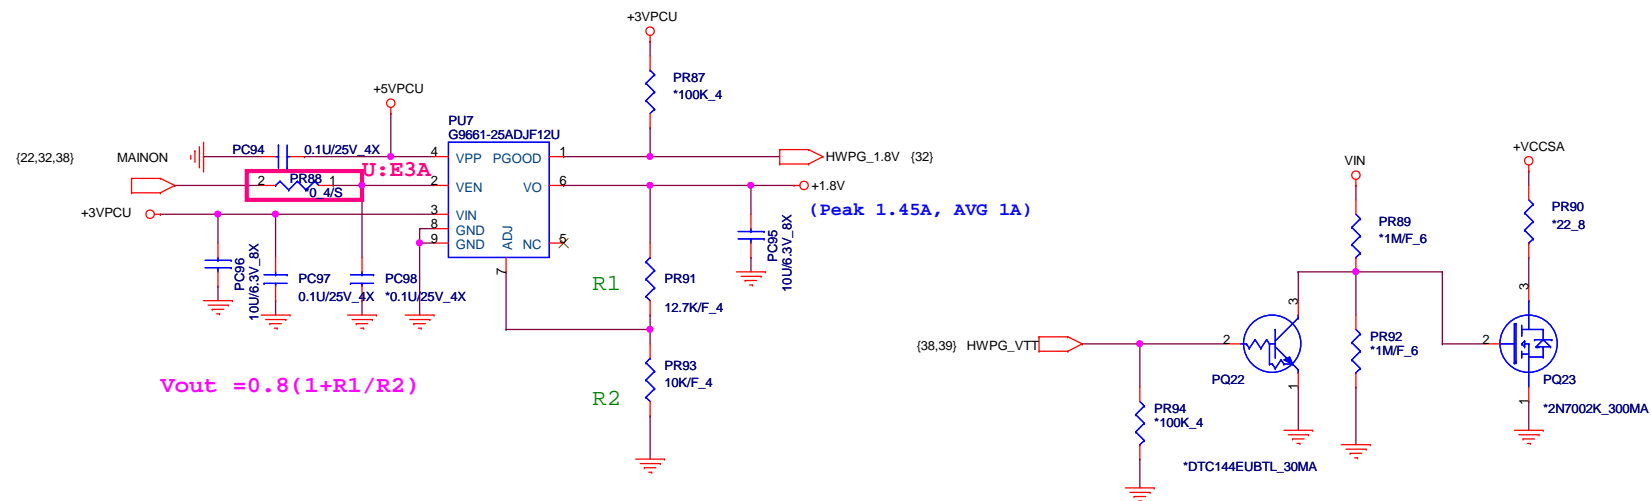 +3VPCU
PR87
*100K_4
+5VPCU
PU7
G9661-25ADJF12U
{22,32,38}
MAINON
PC94
0.1U/25V_4X
4
VPP
PGOOD
1
HWPG_1.8V
{32}
U:E3A
2
PR88
1
0_4/S
2
VEN
VO
6
+1.8V
(Peak 1.45A, AVG 1A)
+3VPCU
3
VIN
8
GND
9
GND
ADJ
NC
5
7
PC96
10U/6.3V_8X
PC97
0.1U/25V_4X
PC98
*0.1U/25V_4X
PC95
10U/6.3V_8X
R1
PR91
12.7K/F_4
PR93
10K/F_4
R2
Vout =0.8(1+R1/R2)
VIN
+VCCSA
PR89
*1M/F_6
PR90
*22_8
3
3
{38,39}
HWPG_VTT
2
PR92
*1M/F_6
2
PQ22
1
PQ23
1
*2N7002K_300MA
PR94
*100K_4
*DTC144EUBTL_30MA